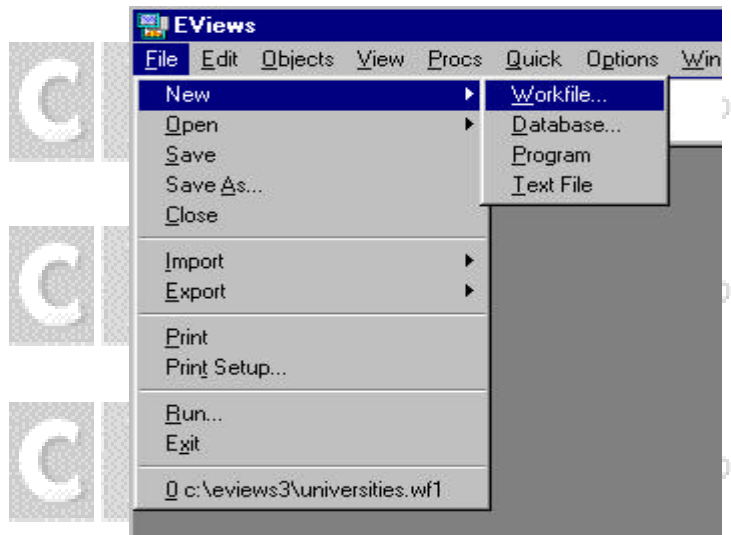 EViews
File Edit Objects View Procs Quick Options Win
New
Workfile...
Open
Database...
Save
Program
Save As...
Text File
Close
Import
Export
Print
Print Setup...
Run...
Exit
0 c:\eviews3\universities.wf1
C
C
C